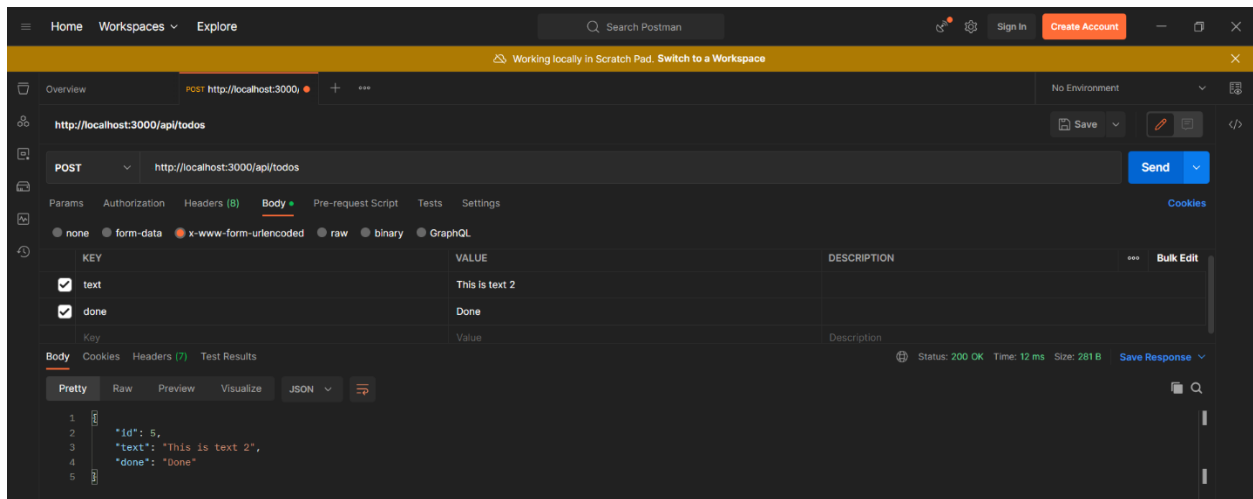 Home Workspaces Explore Search Postman Sign In Create Account
Working locally in Scratch Pad. Switch to a Workspace
Overview POST http://localhost:3000/ No Environment
http://localhost:3000/api/todos Save
POST http://localhost:3000/api/todos Send
Params Authorization Headers (8) Body Pre-request Script Tests Settings Cookies
none form-data x-www-form-urlencoded raw binary GraphQL
KEY VALUE DESCRIPTION Bulk Edit
text This is text 2
done Done
Key Value Description
Body Cookies Headers (7) Test Results Status: 200 OK Time: 12 ms Size: 281 B Save Response
Pretty Raw Preview Visualize JSON
1 {
2 "id": 5,
3 "text": "This is text 2",
4 "done": "Done"
5 }